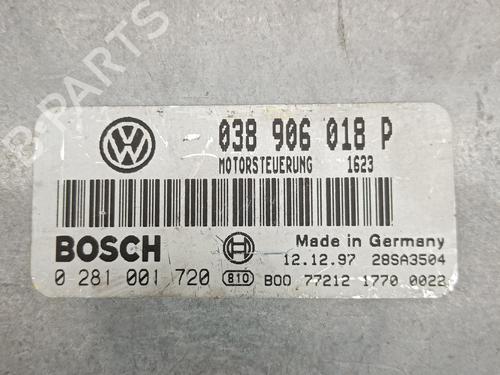 B-Parts
VW
038 906 018 P
MOTORSTEUERUNG 1623
BOSCH
Made in Germany
12.12.97 28SA3504
0 281 001 720 810 B00 77212 1770 0022